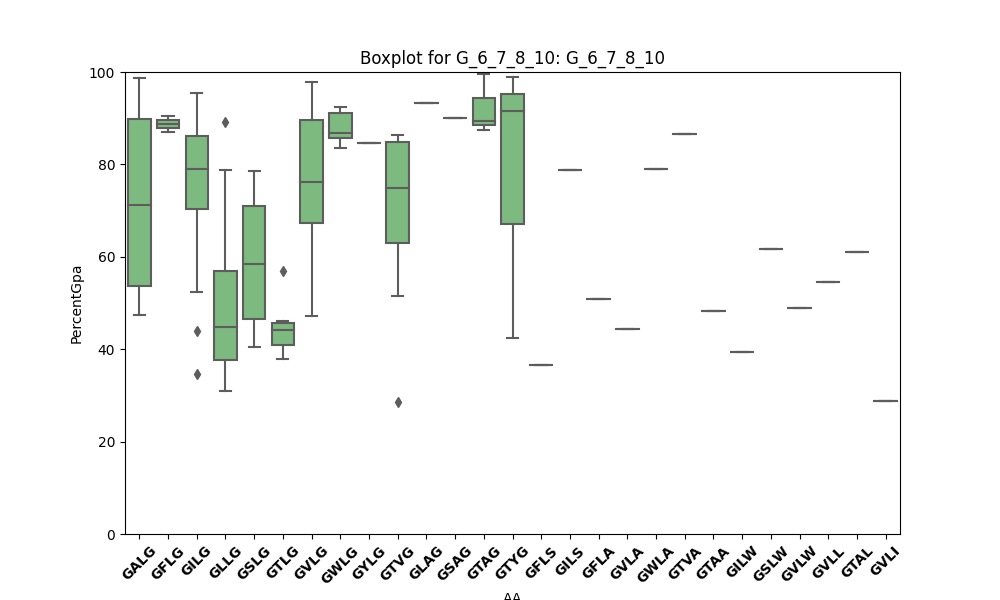 Boxplot for G_6_7_8_10: G_6_7_8_10
100
80
60
40
20
0
PercentGpa
GALG GFLG GILG GLLG GSLG GTLG GVLG GWLG GYLG GTVG GLAG GSAG GTAG GTYG GFLS GILS GFLA GVLA GWLA GTVA GTAA GILW GSLW GVLW GVLL GTAL GVLI
AA